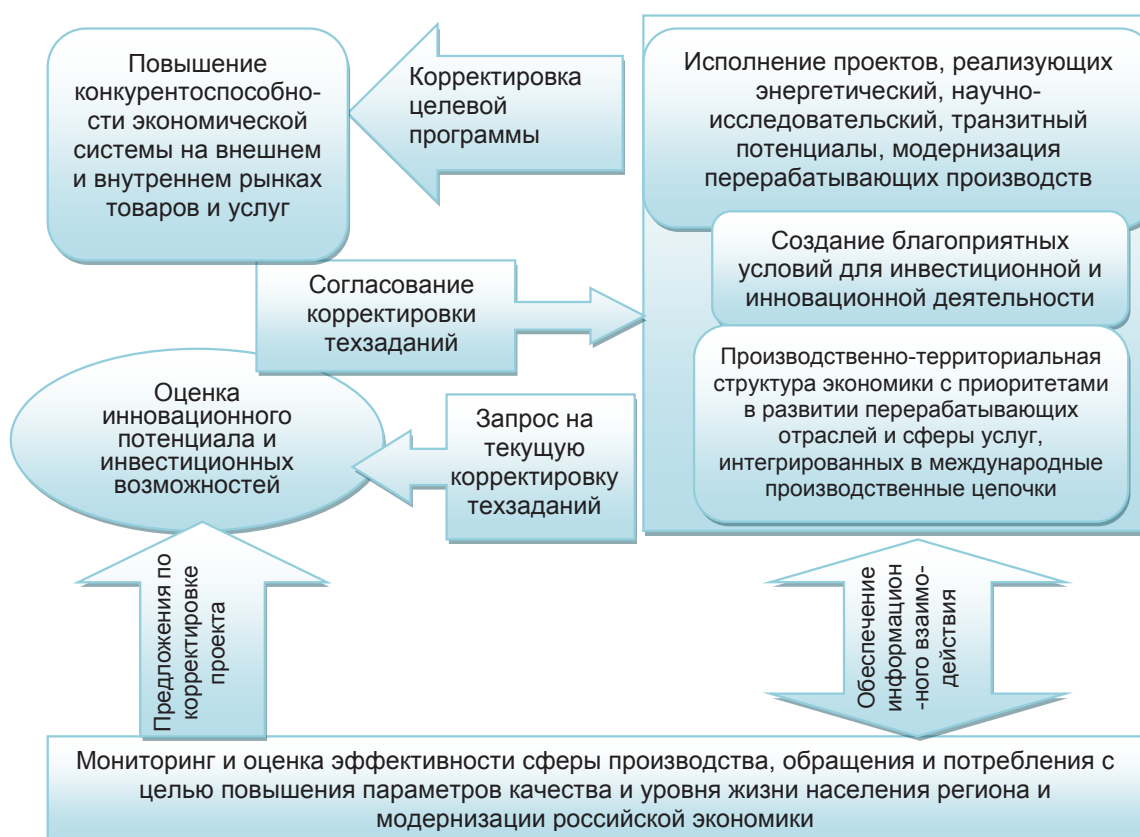 Повышение
конкурентоспособно-
сти экономической
системы на внешнем
и внутреннем рынках
товаров и услуг
Корректировка
целевой
программы
Исполнение проектов, реализующих
энергетический, научно-
исследовательский, транзитный
потенциалы, модернизация
перерабатывающих производств
Создание благоприятных
условий для инвестиционной и
инновационной деятельности
Согласование
корректировки
техзаданий
Производственно-территориальная
структура экономики с приоритетами
в развитии перерабатывающих
отраслей и сферы услуг,
интегрированных в международные
производственные цепочки
Оценка
инновационного
потенциала и
инвестиционных
возможностей
Запрос на
текущую
корректировку
техзаданий
Предложения по
корректировке
проекта
Обеспечение
информацион
-ного взаимо-
действия
Мониторинг и оценка эффективности сферы производства, обращения и потребления с
целью повышения параметров качества и уровня жизни населения региона и
модернизации российской экономики